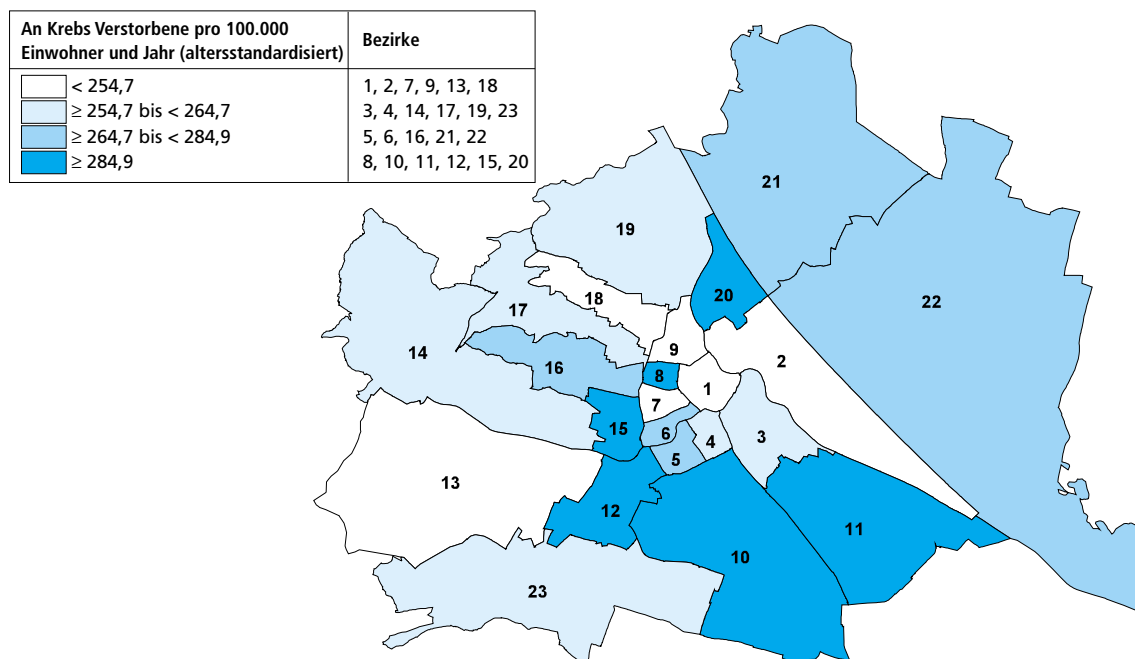 An Krebs Verstorbene pro 100.000
Einwohner und Jahr (altersstandardisiert)
Bezirke
< 254,7
1, 2, 7, 9, 13, 18
≥ 254,7 bis < 264,7
3, 4, 14, 17, 19, 23
≥ 264,7 bis < 284,9
5, 6, 16, 21, 22
≥ 284,9
8, 10, 11, 12, 15, 20
21
19
20
18
22
17
14
9
2
16
8
1
7
15
6
3
4
5
13
12
11
10
23